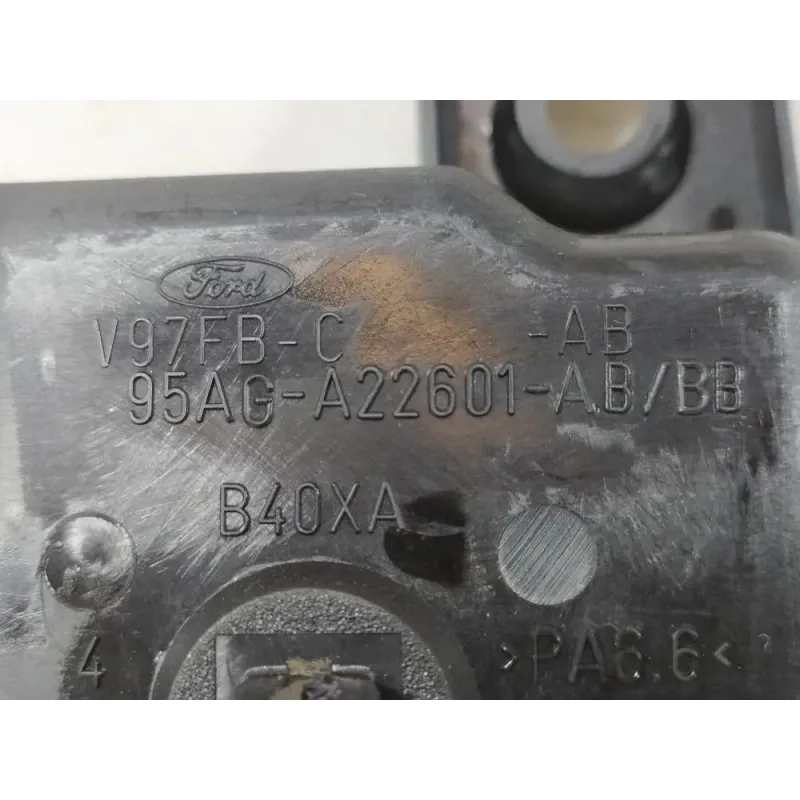 Ford
V97FB-C -AB
95AG-A22601-AB/BB
B40XA
4
>PA6.6<